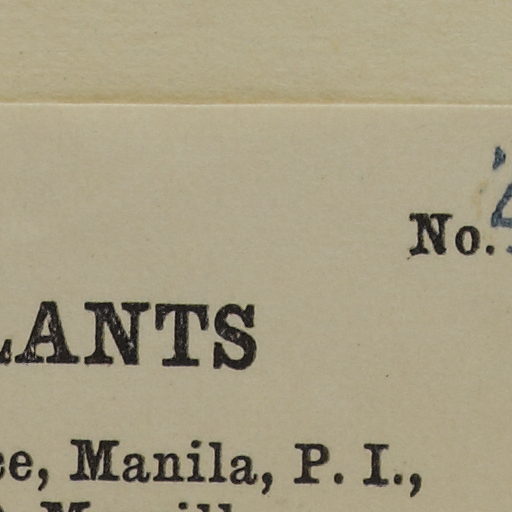 No.
LANTS
ce, Manila, P. I.,